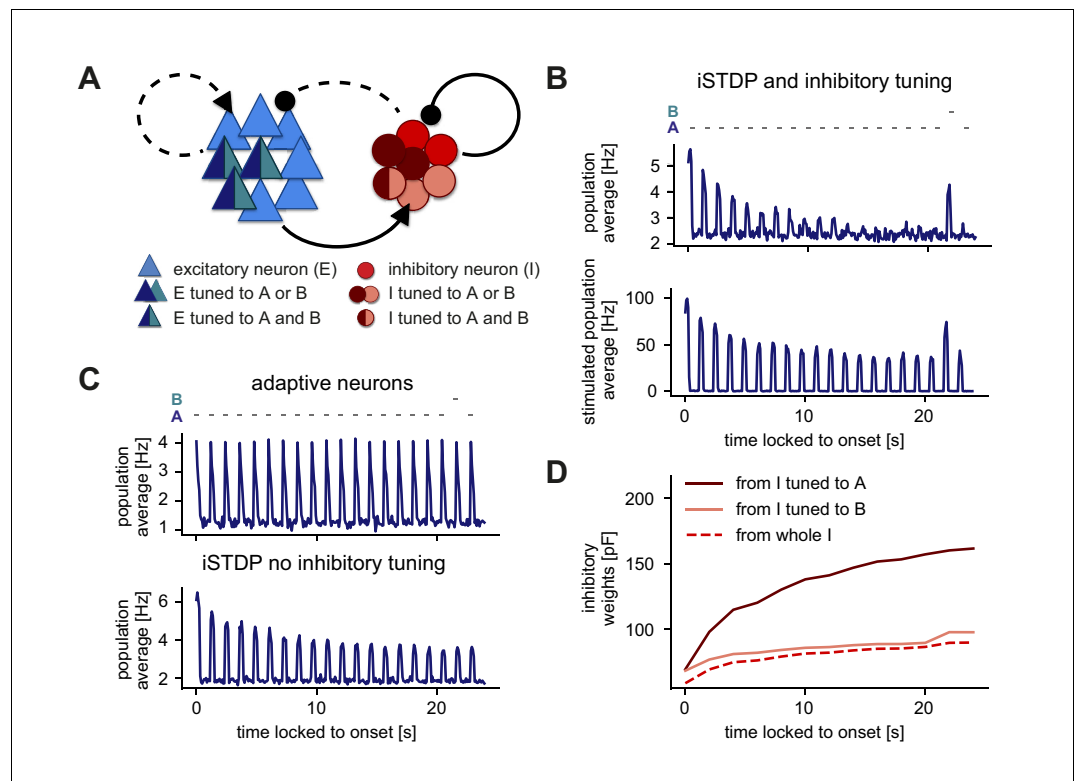 A
excitatory neuron (E)
inhibitory neuron (I)
E tuned to A or B
I tuned to A or B
E tuned to A and B
I tuned to A and B
B
iSTDP and inhibitory tuning
B
A
population
average [Hz]
5
4
3
2
stimulated population
average [Hz]
100
50
0
0
10
20
time locked to onset [s]
C
adaptive neurons
B
A
population
average [Hz]
4
3
2
1
iSTDP no inhibitory tuning
population
average [Hz]
6
4
2
0
10
20
time locked to onset [s]
D
from I tuned to A
from I tuned to B
from whole I
inhibitory
weights [pF]
200
150
100
0
10
20
time locked to onset [s]